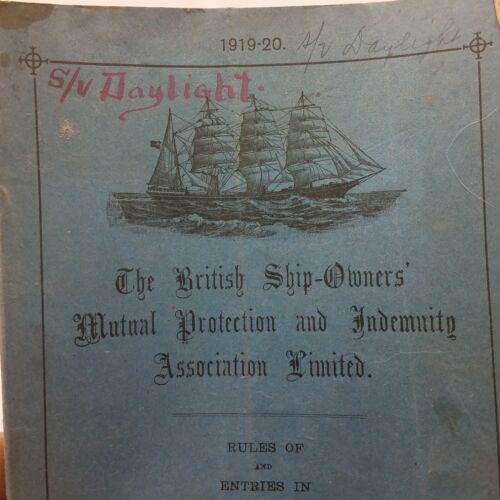 1919-20. S/V Daylight
S/V Daylight.
The British Ship-Owners'
Mutual Protection and Indemnity
Association Limited.
RULES OF
AND
ENTRIES IN